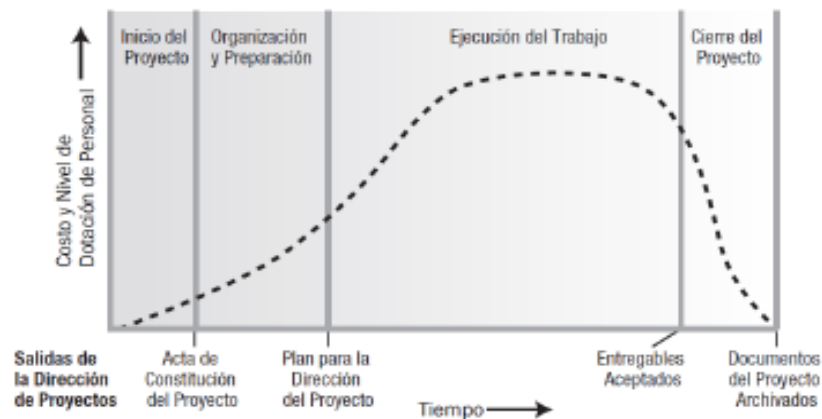 Inicio del
Proyecto
Organización
y Preparación
Ejecución del Trabajo
Cierre del
Proyecto
Costo y Nivel de
Dotación de Personal
Salidas de
la Dirección
de Proyectos
Acta de
Constitución
del Proyecto
Plan para la
Dirección
del Proyecto
Entregables
Aceptados
Documentos
del Proyecto
Archivados
Tiempo